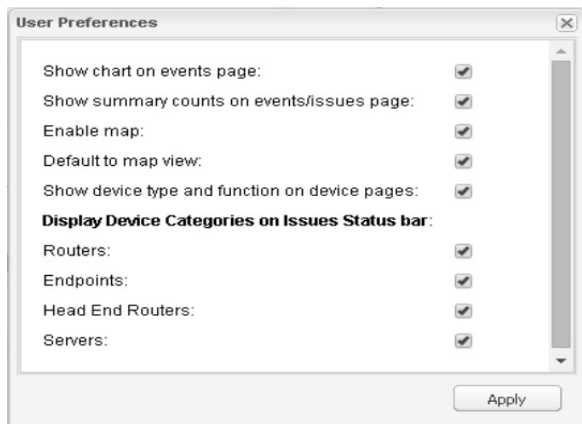 User Preferences
Show chart on events page:
Show summary counts on events/issues page:
Enable map:
Default to map view:
Show device type and function on device pages:
Display Device Categories on Issues Status bar:
Routers:
Endpoints:
Head End Routers:
Servers:
Apply